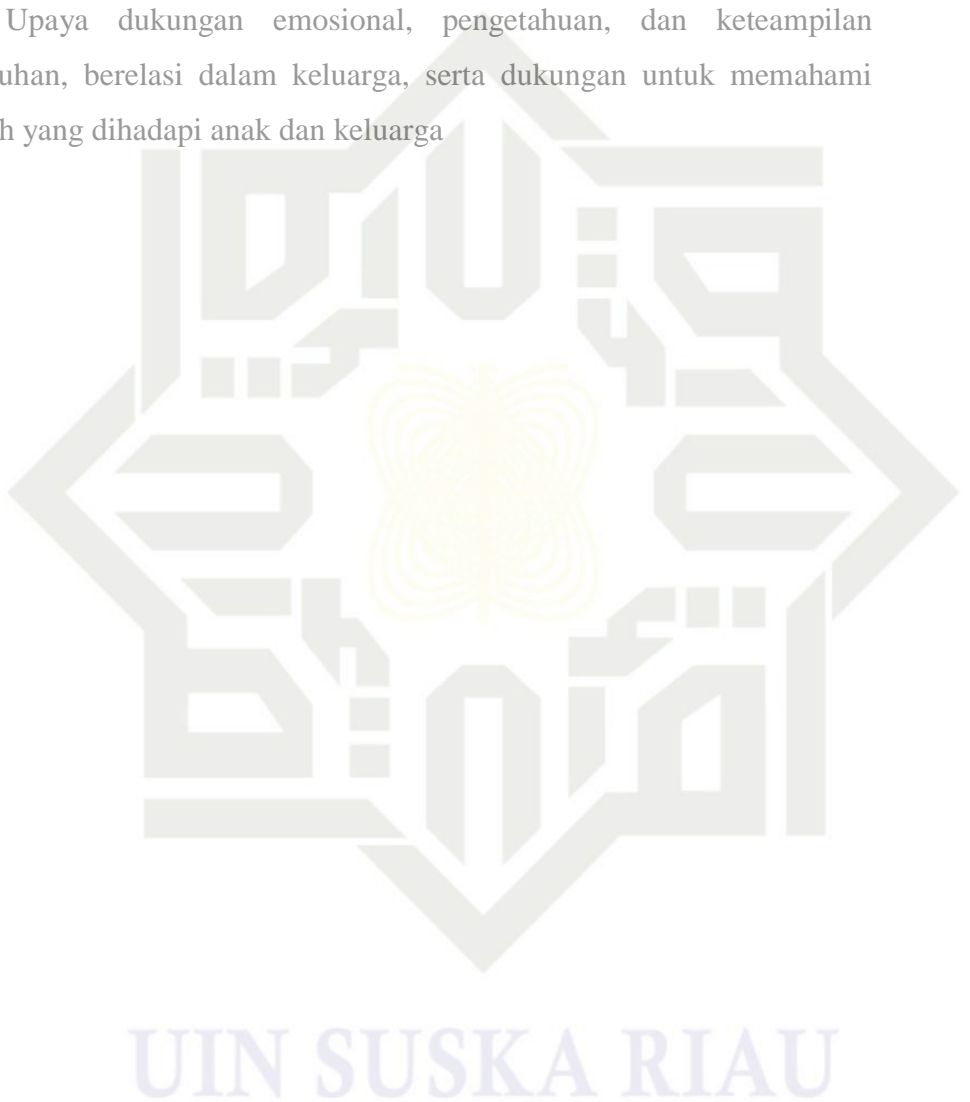 Upaya dukungan emosional, pengetahuan, dan keteampilan
uhan, berelasi dalam keluarga, serta dukungan untuk memahami
h yang dihadapi anak dan keluarga
UIN SUSKA RIAU